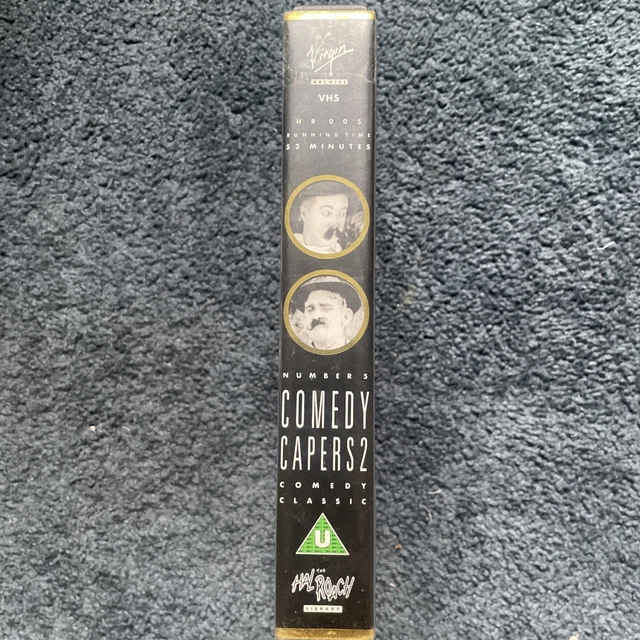 Virgin
ARCHIVE
VHS
HR 005
RUNNING TIME
52 MINUTES
NUMBER 5
COMEDY
CAPERS 2
COMEDY
CLASSIC
U
THE
HAL ROACH
LIBRARY